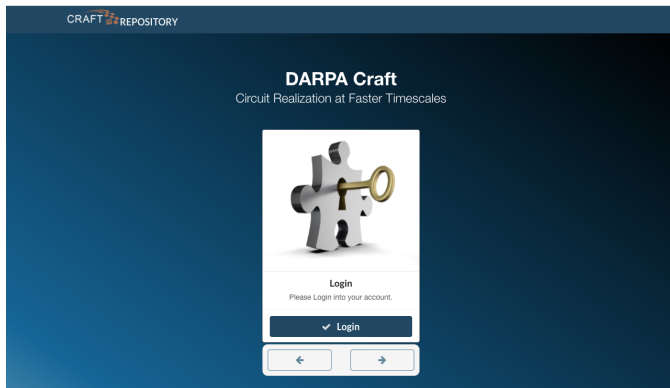 CRAFT REPOSITORY
DARPA Craft
Circuit Realization at Faster Timescales
Login
Please Login into your account.
Login